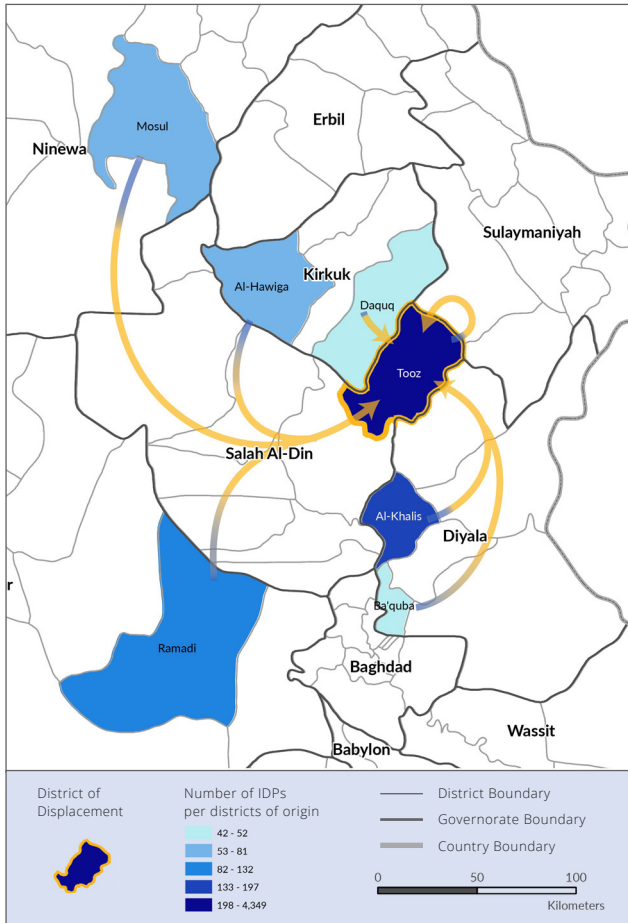 Mosul
Erbil
Ninewa
Sulaymaniyah
Kirkuk
Al-Hawiga
Daquq
Tooz
Salah Al-Din
Al-Khalis
Diyala
r
Ba'quba
Ramadi
Baghdad
Wassit
Babylon
District of
Displacement
Number of IDPs
per districts of origin
42 - 52
53 - 81
82 - 132
133 - 197
198 - 4,349
District Boundary
Governorate Boundary
Country Boundary
0 50 100
Kilometers